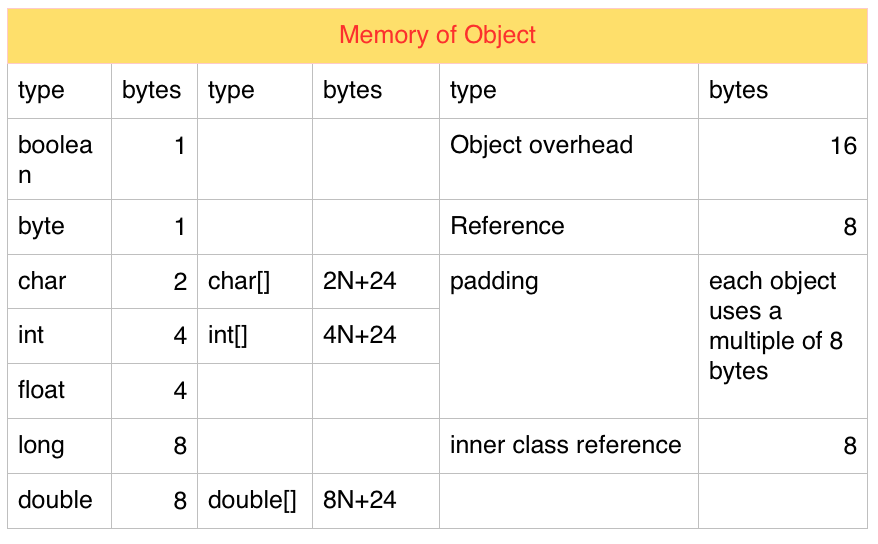 Memory of Object
type bytes type bytes type bytes
boolea 1 Object overhead 16
n
byte 1 Reference 8
char 2 char[] 2N+24 padding each object
uses a
int 4 int[] 4N+24
multiple of 8
bytes
float 4
long 8 inner class reference 8
double 8 double[] 8N+24